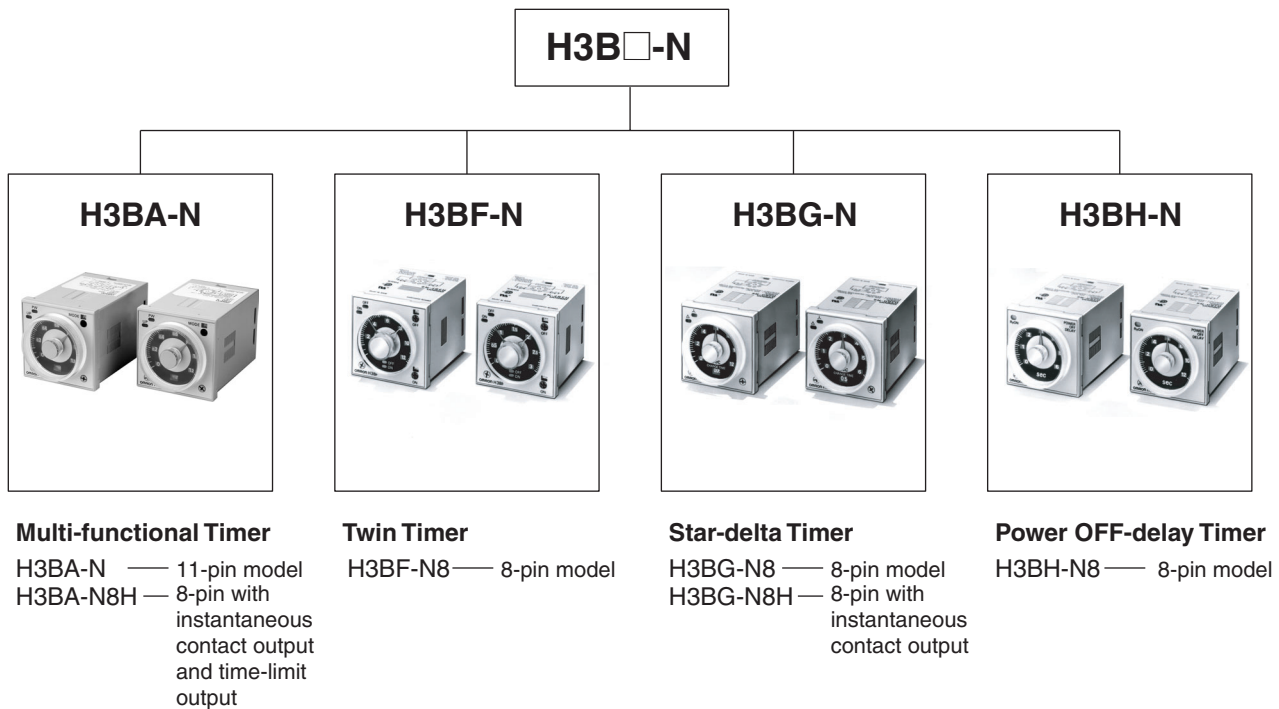 H3B□-N
H3BA-N
H3BF-N
H3BG-N
H3BH-N
Multi-functional Timer
H3BA-N — 11-pin model
H3BA-N8H — 8-pin with
instantaneous
contact output
and time-limit
output
Twin Timer
H3BF-N8 — 8-pin model
Star-delta Timer
H3BG-N8 — 8-pin model
H3BG-N8H — 8-pin with
instantaneous
contact output
Power OFF-delay Timer
H3BH-N8 — 8-pin model